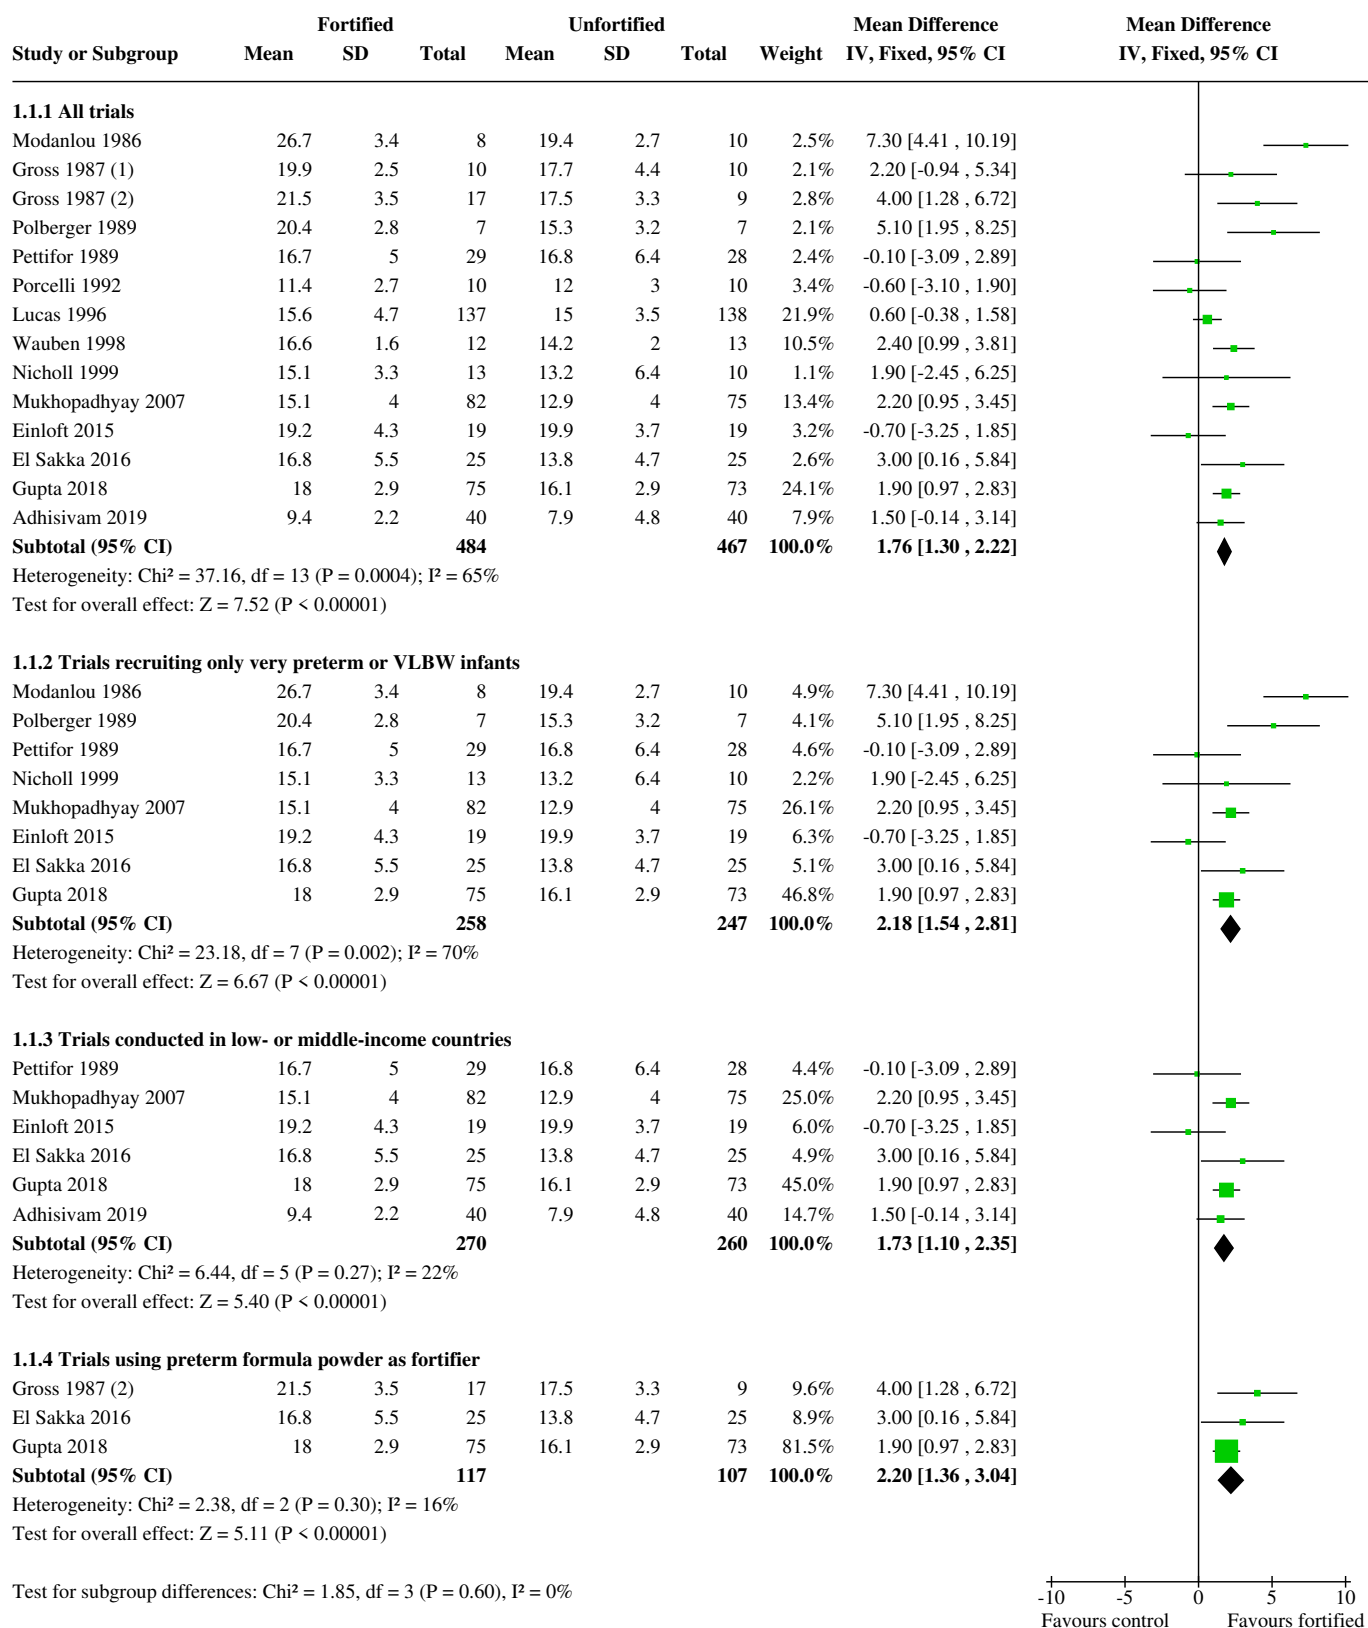 Fortified Unfortified Mean Difference Mean Difference
Study or Subgroup Mean SD Total Mean SD Total Weight IV, Fixed, 95% CI IV, Fixed, 95% CI
1.1.1 All trials
Modanlou 1986 26.7 3.4 8 19.4 2.7 10 2.5% 7.30 [4.41 , 10.19]
Gross 1987 (1) 19.9 2.5 10 17.7 4.4 10 2.1% 2.20 [-0.94 , 5.34]
Gross 1987 (2) 21.5 3.5 17 17.5 3.3 9 2.8% 4.00 [1.28 , 6.72]
Polberger 1989 20.4 2.8 7 15.3 3.2 7 2.1% 5.10 [1.95 , 8.25]
Pettifor 1989 16.7 5 29 16.8 6.4 28 2.4% -0.10 [-3.09 , 2.89]
Porcelli 1992 11.4 2.7 10 12 3 10 3.4% -0.60 [-3.10 , 1.90]
Lucas 1996 15.6 4.7 137 15 3.5 138 21.9% 0.60 [-0.38 , 1.58]
Wauben 1998 16.6 1.6 12 14.2 2 13 10.5% 2.40 [0.99 , 3.81]
Nicholl 1999 15.1 3.3 13 13.2 6.4 10 1.1% 1.90 [-2.45 , 6.25]
Mukhopadhyay 2007 15.1 4 82 12.9 4 75 13.4% 2.20 [0.95 , 3.45]
Einloft 2015 19.2 4.3 19 19.9 3.7 19 3.2% -0.70 [-3.25 , 1.85]
El Sakka 2016 16.8 5.5 25 13.8 4.7 25 2.6% 3.00 [0.16 , 5.84]
Gupta 2018 18 2.9 75 16.1 2.9 73 24.1% 1.90 [0.97 , 2.83]
Adhisivam 2019 9.4 2.2 40 7.9 4.8 40 7.9% 1.50 [-0.14 , 3.14]
Subtotal (95% CI) 484 467 100.0% 1.76 [1.30 , 2.22]
Heterogeneity: Chi² = 37.16, df = 13 (P = 0.0004); I² = 65%
Test for overall effect: Z = 7.52 (P < 0.00001)
1.1.2 Trials recruiting only very preterm or VLBW infants
Modanlou 1986 26.7 3.4 8 19.4 2.7 10 4.9% 7.30 [4.41 , 10.19]
Polberger 1989 20.4 2.8 7 15.3 3.2 7 4.1% 5.10 [1.95 , 8.25]
Pettifor 1989 16.7 5 29 16.8 6.4 28 4.6% -0.10 [-3.09 , 2.89]
Nicholl 1999 15.1 3.3 13 13.2 6.4 10 2.2% 1.90 [-2.45 , 6.25]
Mukhopadhyay 2007 15.1 4 82 12.9 4 75 26.1% 2.20 [0.95 , 3.45]
Einloft 2015 19.2 4.3 19 19.9 3.7 19 6.3% -0.70 [-3.25 , 1.85]
El Sakka 2016 16.8 5.5 25 13.8 4.7 25 5.1% 3.00 [0.16 , 5.84]
Gupta 2018 18 2.9 75 16.1 2.9 73 46.8% 1.90 [0.97 , 2.83]
Subtotal (95% CI) 258 247 100.0% 2.18 [1.54 , 2.81]
Heterogeneity: Chi² = 23.18, df = 7 (P = 0.002); I² = 70%
Test for overall effect: Z = 6.67 (P < 0.00001)
1.1.3 Trials conducted in low- or middle-income countries
Pettifor 1989 16.7 5 29 16.8 6.4 28 4.4% -0.10 [-3.09 , 2.89]
Mukhopadhyay 2007 15.1 4 82 12.9 4 75 25.0% 2.20 [0.95 , 3.45]
Einloft 2015 19.2 4.3 19 19.9 3.7 19 6.0% -0.70 [-3.25 , 1.85]
El Sakka 2016 16.8 5.5 25 13.8 4.7 25 4.9% 3.00 [0.16 , 5.84]
Gupta 2018 18 2.9 75 16.1 2.9 73 45.0% 1.90 [0.97 , 2.83]
Adhisivam 2019 9.4 2.2 40 7.9 4.8 40 14.7% 1.50 [-0.14 , 3.14]
Subtotal (95% CI) 270 260 100.0% 1.73 [1.10 , 2.35]
Heterogeneity: Chi² = 6.44, df = 5 (P = 0.27); I² = 22%
Test for overall effect: Z = 5.40 (P < 0.00001)
1.1.4 Trials using preterm formula powder as fortifier
Gross 1987 (2) 21.5 3.5 17 17.5 3.3 9 9.6% 4.00 [1.28 , 6.72]
El Sakka 2016 16.8 5.5 25 13.8 4.7 25 8.9% 3.00 [0.16 , 5.84]
Gupta 2018 18 2.9 75 16.1 2.9 73 81.5% 1.90 [0.97 , 2.83]
Subtotal (95% CI) 117 107 100.0% 2.20 [1.36 , 3.04]
Heterogeneity: Chi² = 2.38, df = 2 (P = 0.30); I² = 16%
Test for overall effect: Z = 5.11 (P < 0.00001)
Test for subgroup differences: Chi² = 1.85, df = 3 (P = 0.60), I² = 0%
-10 -5 0 5 10
Favours control Favours fortified